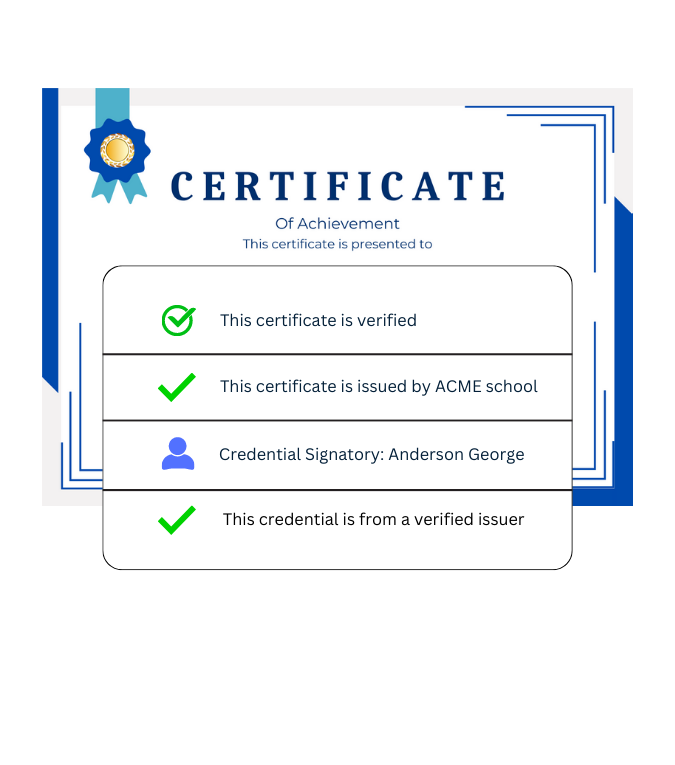 CERTIFICATE
Of Achievement
This certificate is presented to
This certificate is verified
This certificate is issued by ACME school
Credential Signatory: Anderson George
This credential is from a verified issuer